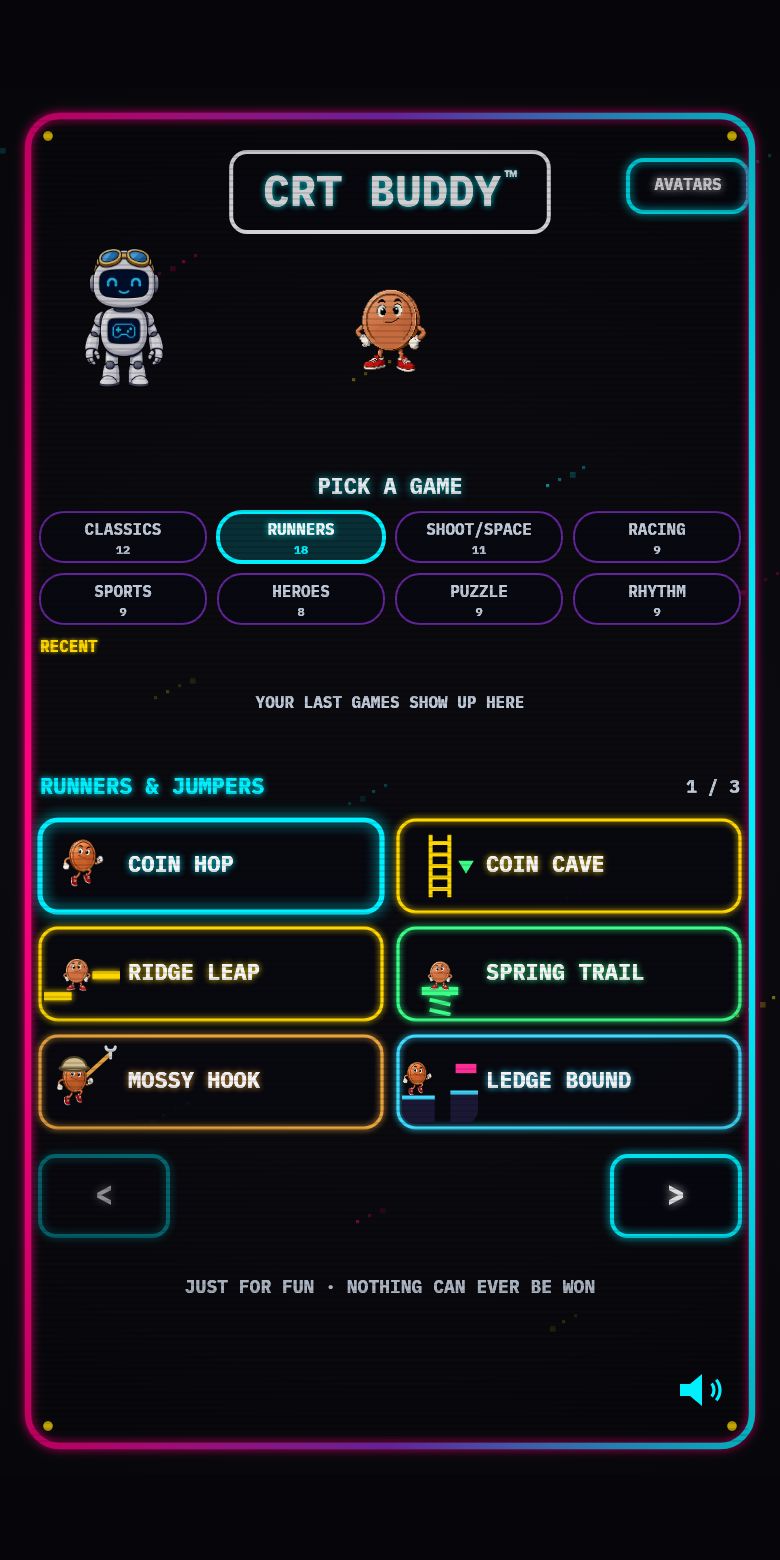 CRT BUDDY™
AVATARS
PICK A GAME
CLASSICS
12
RUNNERS
18
SHOOT/SPACE
11
RACING
9
SPORTS
9
HEROES
8
PUZZLE
9
RHYTHM
9
RECENT
YOUR LAST GAMES SHOW UP HERE
RUNNERS & JUMPERS
1 / 3
COIN HOP
COIN CAVE
RIDGE LEAP
SPRING TRAIL
MOSSY HOOK
LEDGE BOUND
<
>
JUST FOR FUN · NOTHING CAN EVER BE WON